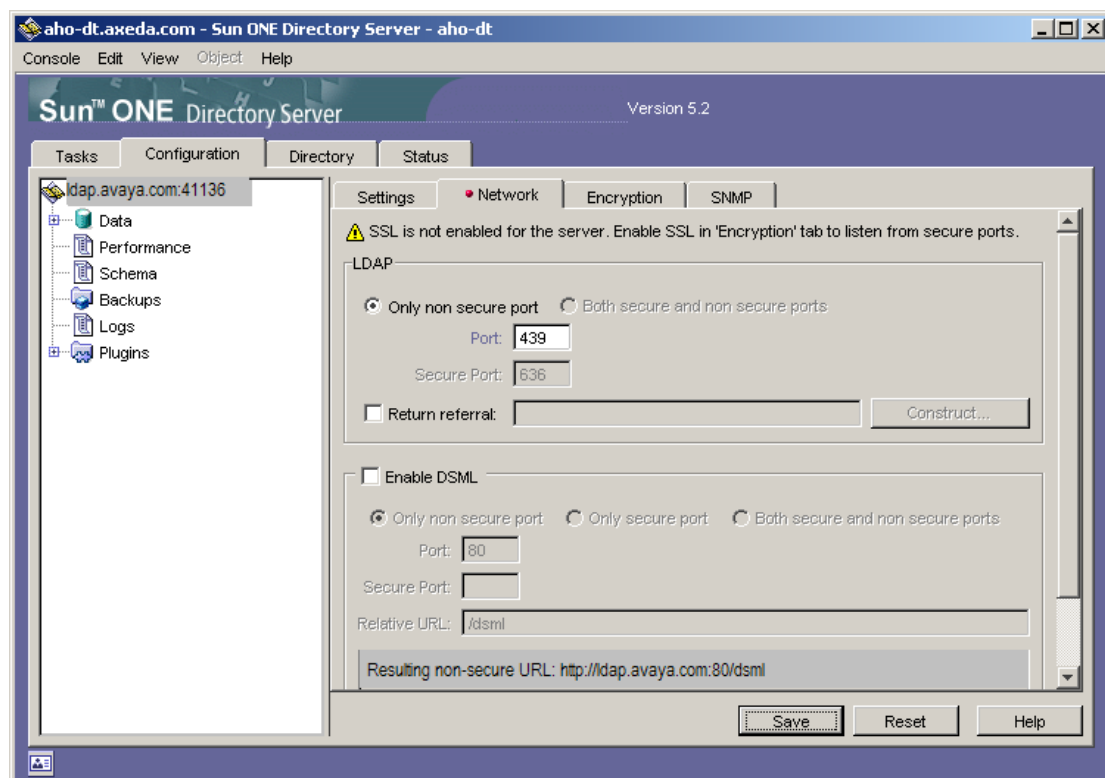 aho-dt.axeda.com - Sun ONE Directory Server - aho-dt
Console Edit View Object Help
Sun™ ONE Directory Server
Version 5.2
Tasks Configuration Directory Status
ldap.avaya.com:41136
Data
Performance
Schema
Backups
Logs
Plugins
Settings Network Encryption SNMP
SSL is not enabled for the server. Enable SSL in 'Encryption' tab to listen from secure ports.
LDAP
Only non secure port Both secure and non secure ports
Port: 439
Secure Port: 636
Return referral: Construct...
Enable DSML
Only non secure port Only secure port Both secure and non secure ports
Port: 80
Secure Port:
Relative URL: /dsml
Resulting non-secure URL: http://ldap.avaya.com:80/dsml
Save Reset Help